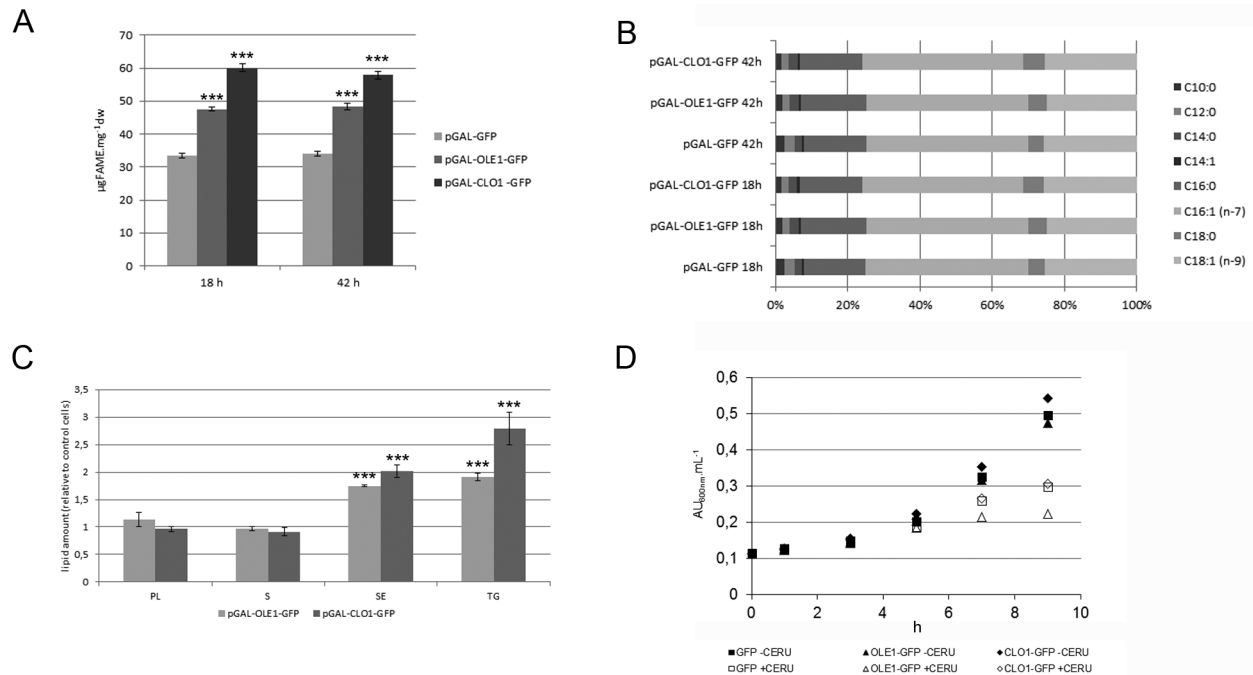 A
70
60
50
40
30
20
10
0
µgFAME.mg⁻¹dw
***
***
***
***
18 h
42 h
pGAL-GFP
pGAL-OLE1-GFP
pGAL-CLO1 -GFP
B
pGAL-CLO1-GFP 42h
pGAL-OLE1-GFP 42h
pGAL-GFP 42h
pGAL-CLO1-GFP 18h
pGAL-OLE1-GFP 18h
pGAL-GFP 18h
0% 20% 40% 60% 80% 100%
C10:0
C12:0
C14:0
C14:1
C16:0
C16:1 (n-7)
C18:0
C18:1 (n-9)
C
lipid amount (relative to control cells)
3,5
3
2,5
2
1,5
1
0,5
0
***
***
***
***
PL S SE TG
pGAL-OLE1-GFP pGAL-CLO1-GFP
D
AU600nm.mL⁻¹
0,6
0,5
0,4
0,3
0,2
0,1
0
0 2 4 6 8 10
h
GFP -CERU OLE1-GFP -CERU CLO1-GFP -CERU
GFP +CERU OLE1-GFP +CERU CLO1-GFP +CERU